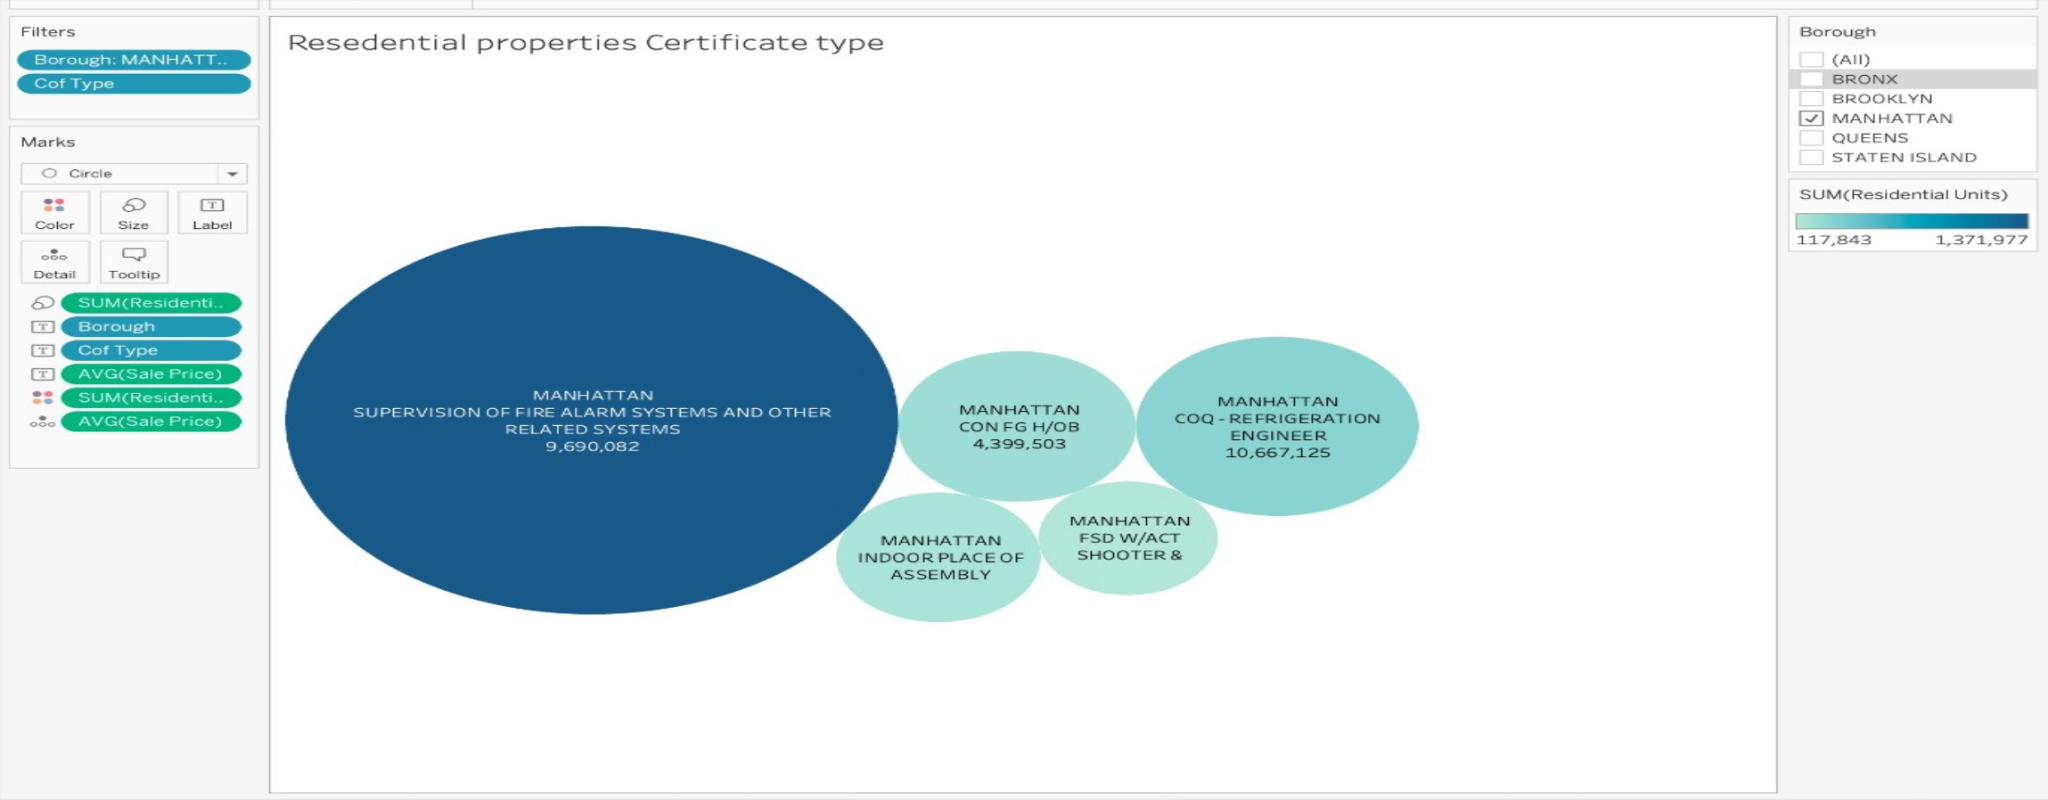 Filters
Borough: MANHATT..
Cof Type
Marks
Circle
Color
Size
Label
Detail
Tooltip
SUM(Residenti..
Borough
Cof Type
AVG(Sale Price)
SUM(Residenti..
AVG(Sale Price)
Resedential properties Certificate type
MANHATTAN
SUPERVISION OF FIRE ALARM SYSTEMS AND OTHER
RELATED SYSTEMS
9,690,082
MANHATTAN
CON FG H/OB
4,399,503
MANHATTAN
COQ - REFRIGERATION
ENGINEER
10,667,125
MANHATTAN
INDOOR PLACE OF
ASSEMBLY
MANHATTAN
FSD W/ACT
SHOOTER &
Borough
(All)
BRONX
BROOKLYN
MANHATTAN
QUEENS
STATEN ISLAND
SUM(Residential Units)
117,843
1,371,977